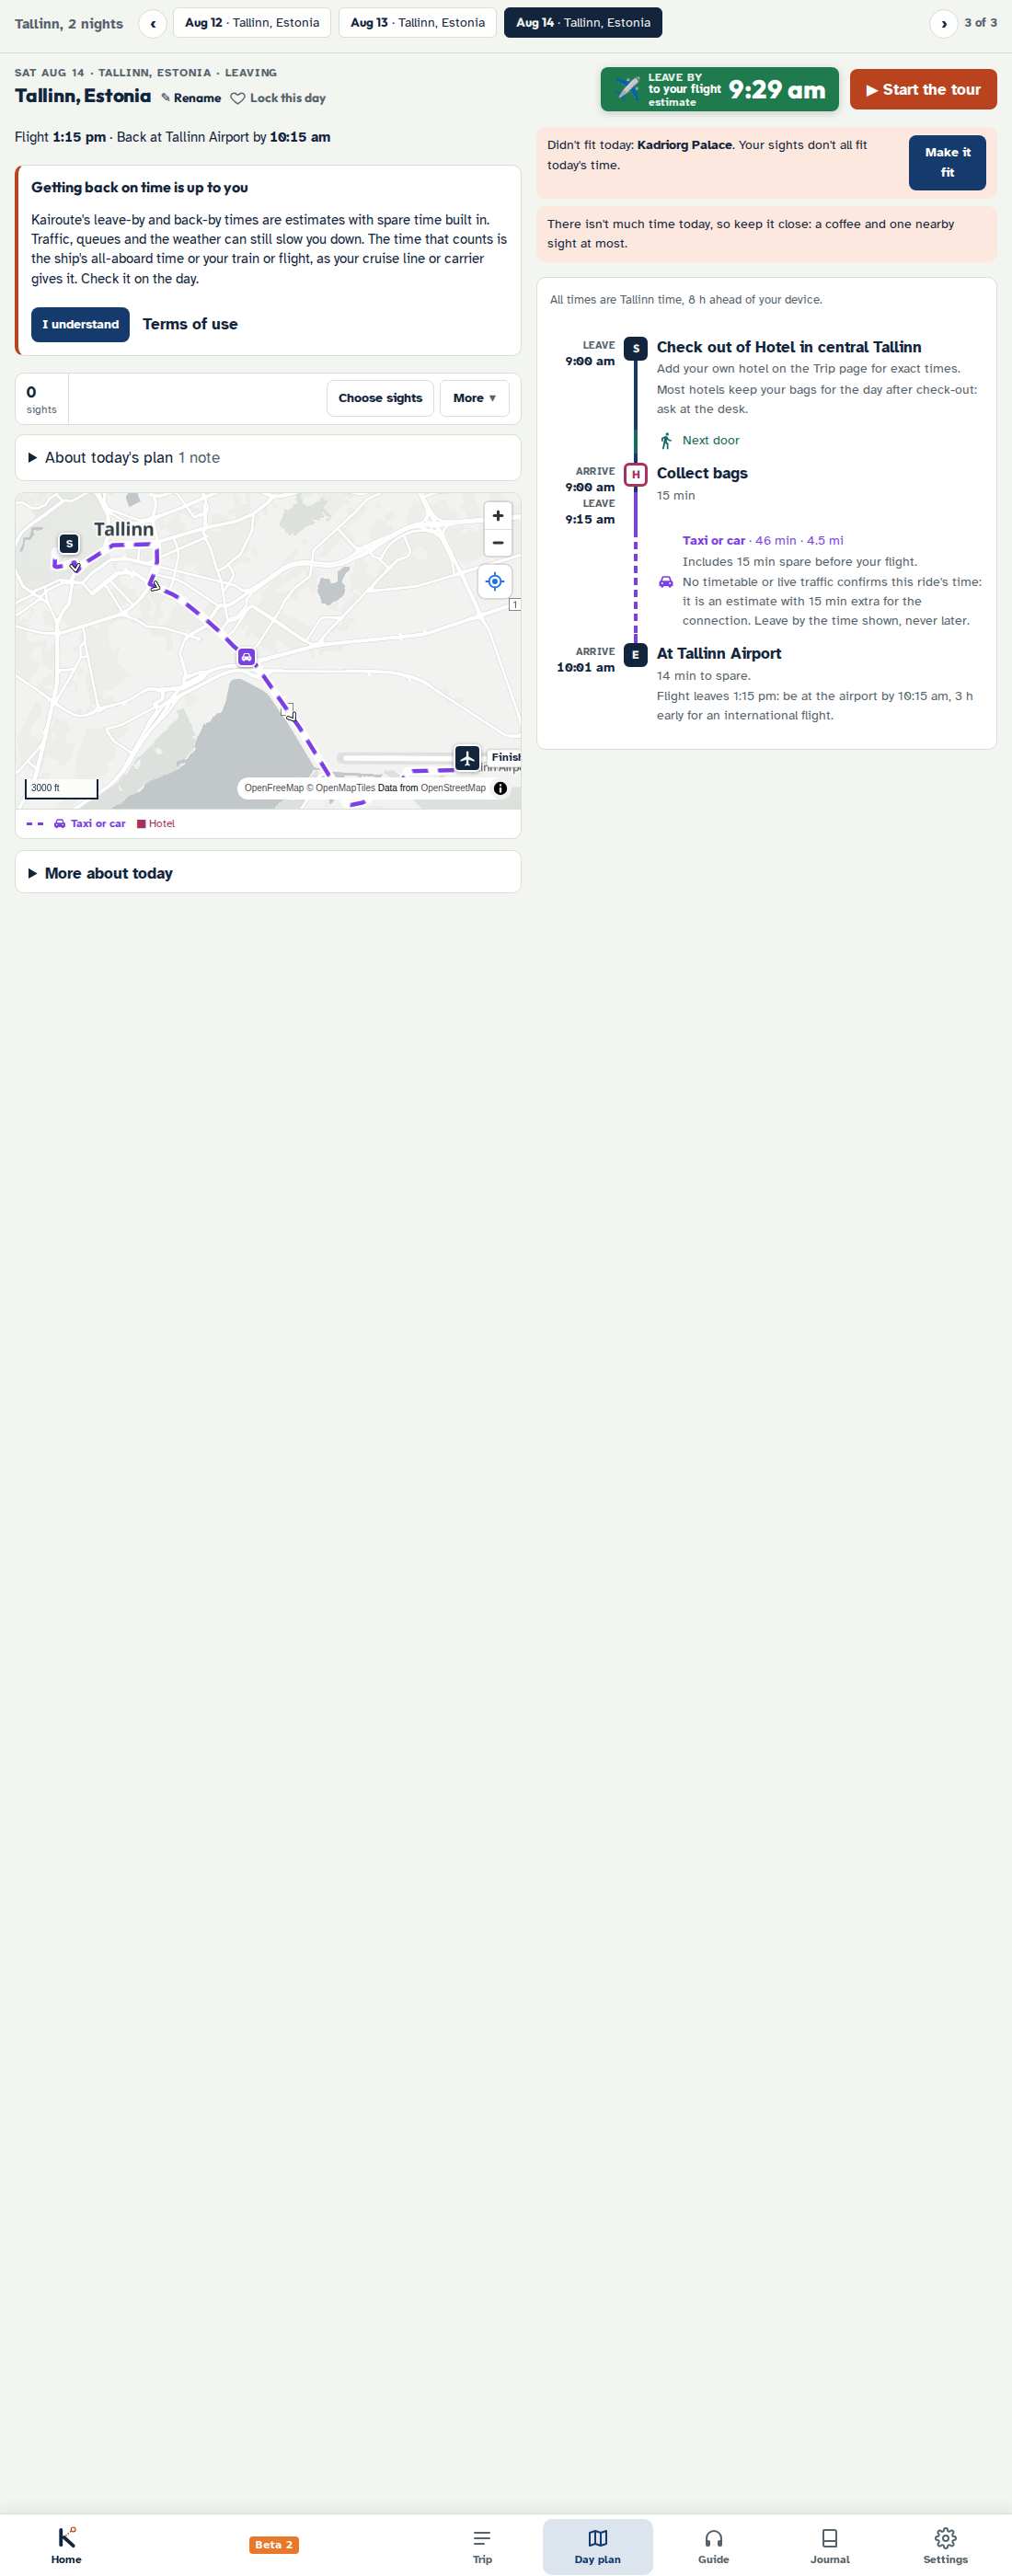 Tallinn, 2 nights
‹
Aug 12 · Tallinn, Estonia
Aug 13 · Tallinn, Estonia
Aug 14 · Tallinn, Estonia
›
3 of 3
SAT AUG 14 · TALLINN, ESTONIA · LEAVING
Tallinn, Estonia
✎ Rename
Lock this day
LEAVE BY
to your flight
estimate
9:29 am
▶ Start the tour
Flight 1:15 pm · Back at Tallinn Airport by 10:15 am
Getting back on time is up to you
Kairoute's leave-by and back-by times are estimates with spare time built in.
Traffic, queues and the weather can still slow you down. The time that counts is
the ship's all-aboard time or your train or flight, as your cruise line or carrier
gives it. Check it on the day.
I understand
Terms of use
0
sights
Choose sights
More ▼
▶ About today's plan 1 note
Tallinn
S
+
−
1
Finish
3000 ft
OpenFreeMap © OpenMapTiles Data from OpenStreetMap
Taxi or car
Hotel
▶ More about today
Didn't fit today: Kadriorg Palace. Your sights don't all fit
today's time.
Make it
fit
There isn't much time today, so keep it close: a coffee and one nearby
sight at most.
All times are Tallinn time, 8 h ahead of your device.
LEAVE
9:00 am
S
Check out of Hotel in central Tallinn
Add your own hotel on the Trip page for exact times.
Most hotels keep your bags for the day after check-out:
ask at the desk.
Next door
ARRIVE
9:00 am
LEAVE
9:15 am
H
Collect bags
15 min
Taxi or car · 46 min · 4.5 mi
Includes 15 min spare before your flight.
No timetable or live traffic confirms this ride's time:
it is an estimate with 15 min extra for the
connection. Leave by the time shown, never later.
ARRIVE
10:01 am
E
At Tallinn Airport
14 min to spare.
Flight leaves 1:15 pm: be at the airport by 10:15 am, 3 h
early for an international flight.
Home
Beta 2
Trip
Day plan
Guide
Journal
Settings